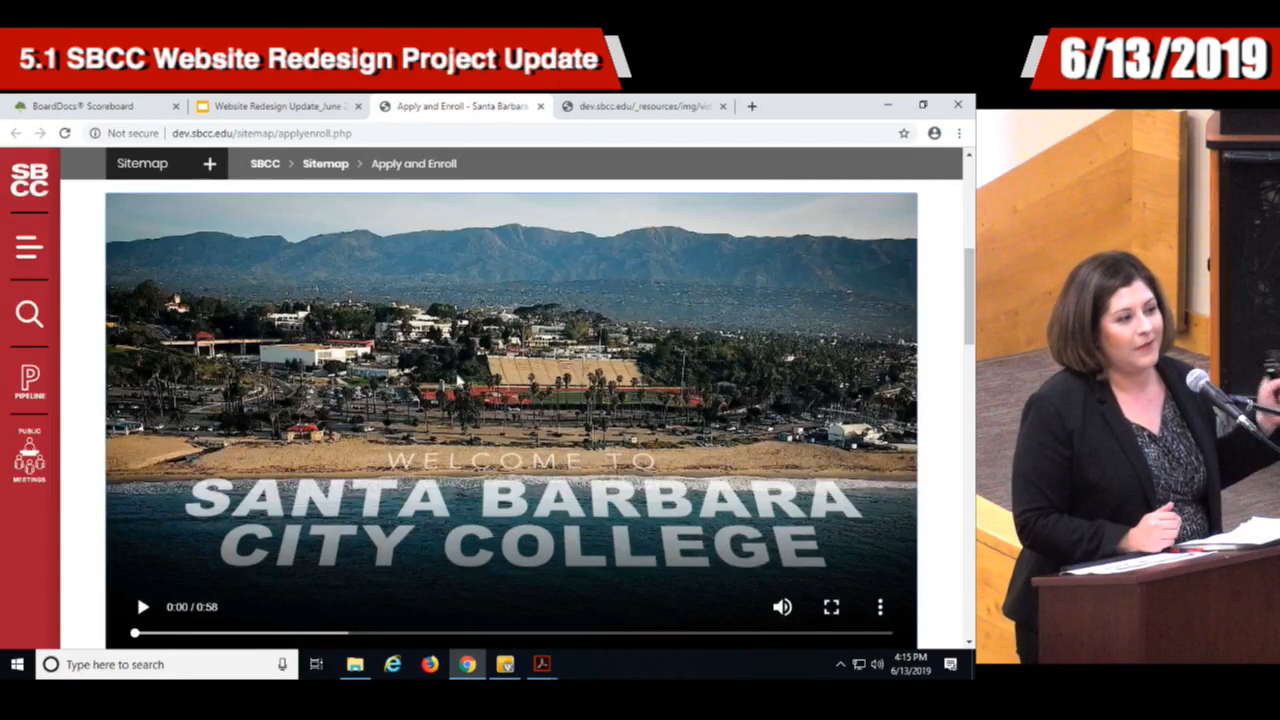 5.1 SBCC Website Redesign Project Update
6/13/2019
BoardDocs® Scoreboard
Website Redesign Update_June 2
Apply and Enroll - Santa Barbara
dev.sbcc.edu/_resources/img/vid
Not secure | dev.sbcc.edu/sitemap/applyenroll.php
SB
CC
Sitemap +
SBCC > Sitemap > Apply and Enroll
PIPELINE
PUBLIC
MEETINGS
WELCOME TO
SANTA BARBARA
CITY COLLEGE
0:00 / 0:58
Type here to search
4:15 PM
6/13/2019